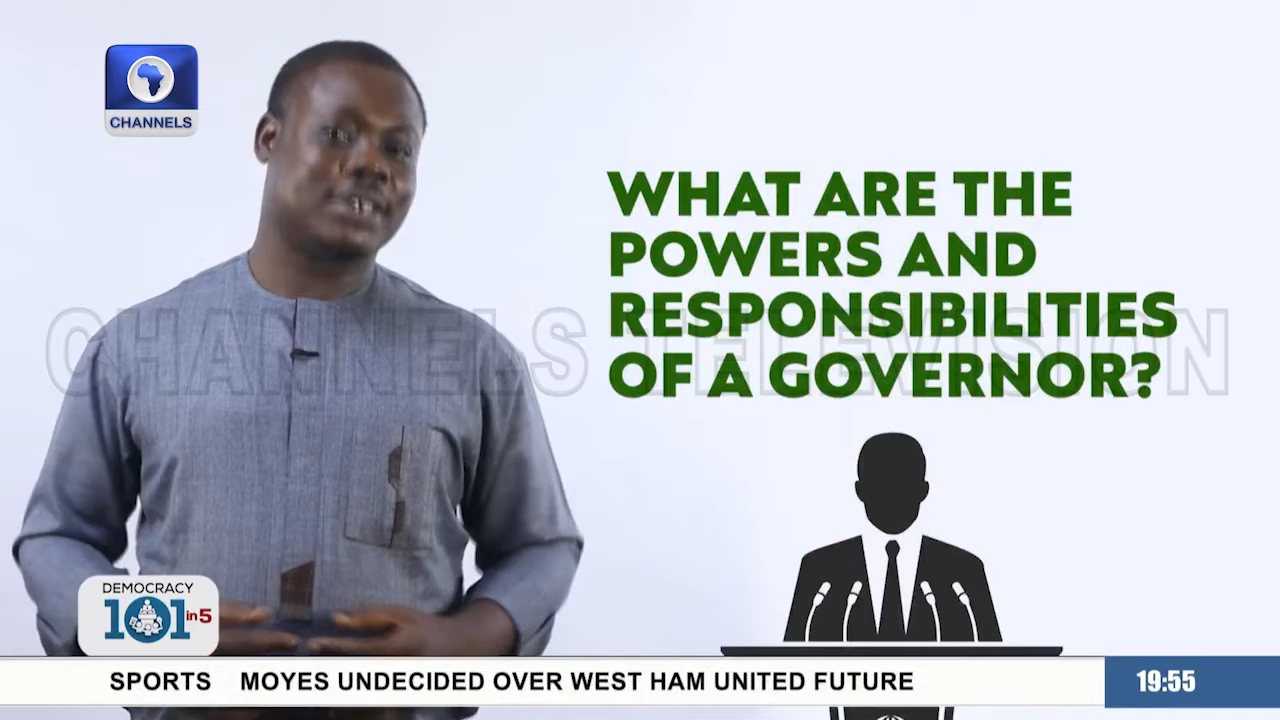 CHANNELS
WHAT ARE THE
POWERS AND
RESPONSIBILITIES
OF A GOVERNOR?
CHANNELS TELEVISION
DEMOCRACY
101 in 5
SPORTS MOYES UNDECIDED OVER WEST HAM UNITED FUTURE 19:55